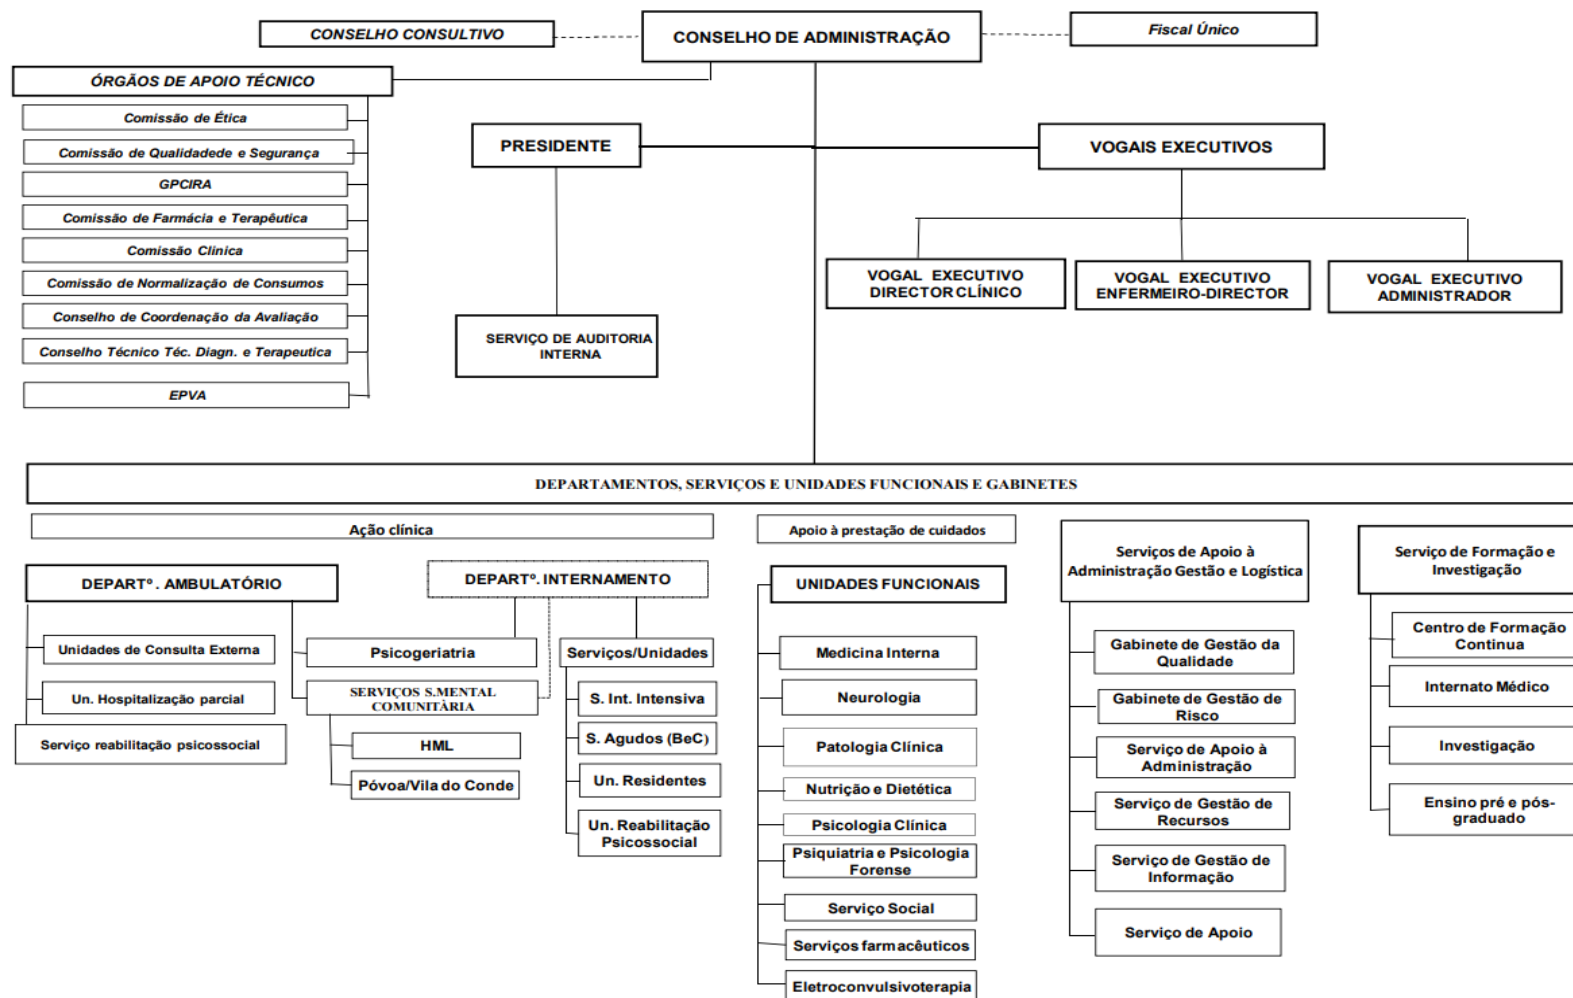 CONSELHO CONSULTIVO
CONSELHO DE ADMINISTRAÇÃO
Fiscal Único
ÓRGÃOS DE APOIO TÉCNICO
Comissão de Ética
Comissão de Qualidadede e Segurança
GPCIRA
Comissão de Farmácia e Terapêutica
Comissão Clínica
Comissão de Normalização de Consumos
Conselho de Coordenação da Avaliação
Conselho Técnico Téc. Diagn. e Terapeutica
EPVA
PRESIDENTE
VOGAIS EXECUTIVOS
SERVIÇO DE AUDITORIA
INTERNA
VOGAL EXECUTIVO
DIRECTOR CLÍNICO
VOGAL EXECUTIVO
ENFERMEIRO-DIRECTOR
VOGAL EXECUTIVO
ADMINISTRADOR
DEPARTAMENTOS, SERVIÇOS E UNIDADES FUNCIONAIS E GABINETES
Ação clínica
DEPARTº. AMBULATÓRIO
Unidades de Consulta Externa
Un. Hospitalização parcial
Serviço reabilitação psicossocial
DEPARTº. INTERNAMENTO
Psicogeriatria
SERVIÇOS S.MENTAL
COMUNITÀRIA
HML
Póvoa/Vila do Conde
Serviços/Unidades
S. Int. Intensiva
S. Agudos (BeC)
Un. Residentes
Un. Reabilitação
Psicossocial
Apoio à prestação de cuidados
UNIDADES FUNCIONAIS
Medicina Interna
Neurologia
Patologia Clínica
Nutrição e Dietética
Psicologia Clínica
Psiquiatria e Psicologia
Forense
Serviço Social
Serviços farmacêuticos
Eletroconvulsivoterapia
Serviços de Apoio à
Administração Gestão e Logística
Gabinete de Gestão da
Qualidade
Gabinete de Gestão de
Risco
Serviço de Apoio à
Administração
Serviço de Gestão de
Recursos
Serviço de Gestão de
Informação
Serviço de Apoio
Serviço de Formação e
Investigação
Centro de Formação
Continua
Internato Médico
Investigação
Ensino pré e pós-
graduado